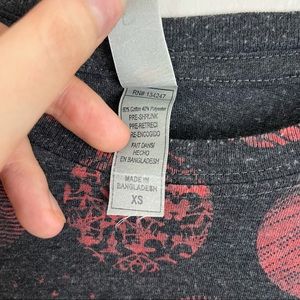 RN# 134247
60% Cotton 40% Polyester
PRE-SHRUNK
PRE-RETRECI
PRE-ENCOGIDO
FAIT DANS/
HECHO
EN BANGLADESH
MADE IN
BANGLADESH
XS